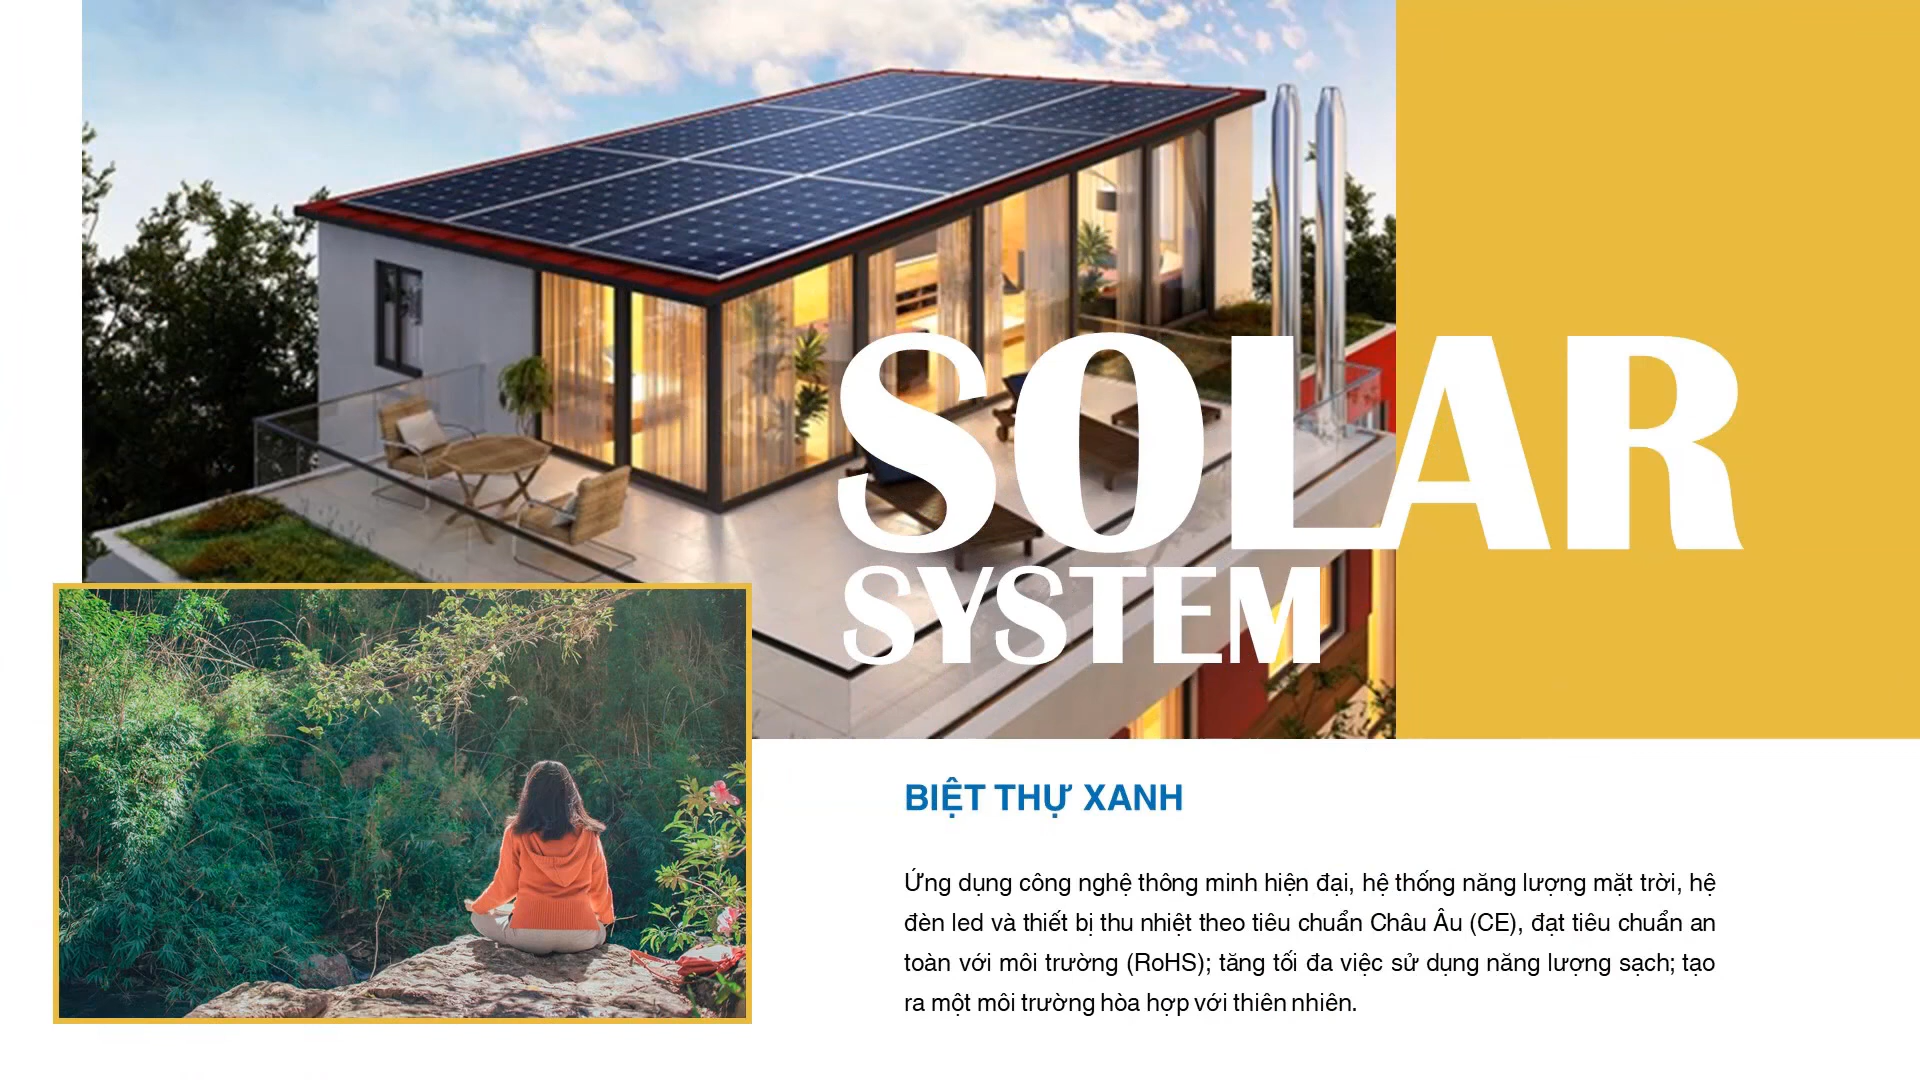 SOLAR
SYSTEM
BIỆT THỰ XANH
Ứng dụng công nghệ thông minh hiện đại, hệ thống năng lượng mặt trời, hệ
đèn led và thiết bị thu nhiệt theo tiêu chuẩn Châu Âu (CE), đạt tiêu chuẩn an
toàn với môi trường (RoHS); tăng tối đa việc sử dụng năng lượng sạch; tạo
ra một môi trường hòa hợp với thiên nhiên.